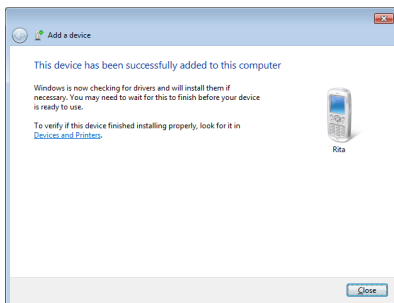 Add a device
This device has been successfully added to this computer
Windows is now checking for drivers and will install them if
necessary. You may need to wait for this to finish before your device
is ready to use.
To verify if this device finished installing properly, look for it in
Devices and Printers.
Rita
Close